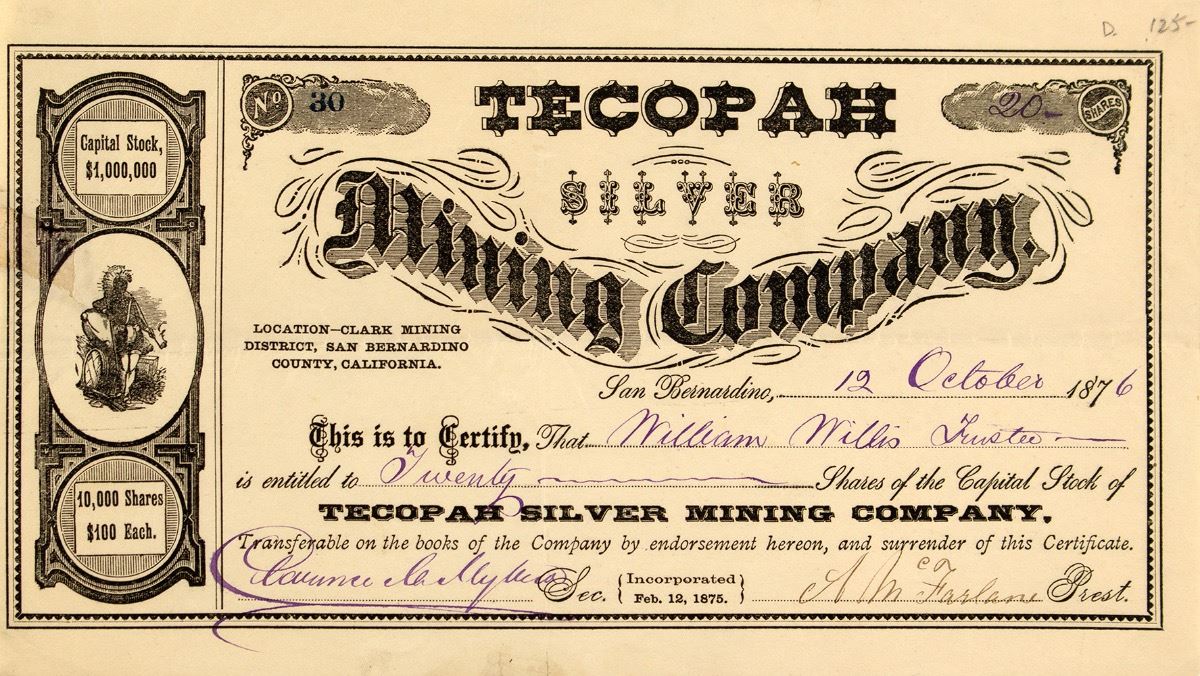 D. 125-
Capital Stock,
$1,000,000
10,000 Shares
$100 Each.
No 30
TECOPAH
20-
SHARES
SILVER
Mining Company.
LOCATION—CLARK MINING
DISTRICT, SAN BERNARDINO
COUNTY, CALIFORNIA.
San Bernardino, 12 October 1876
This is to Certify, That William Willis Trustee
is entitled to Twenty Shares of the Capital Stock of
TECOPAH SILVER MINING COMPANY,
Transferable on the books of the Company by endorsement hereon, and surrender of this Certificate.
Sec. {Incorporated
Feb. 12, 1875.} A McFarlane Prest.